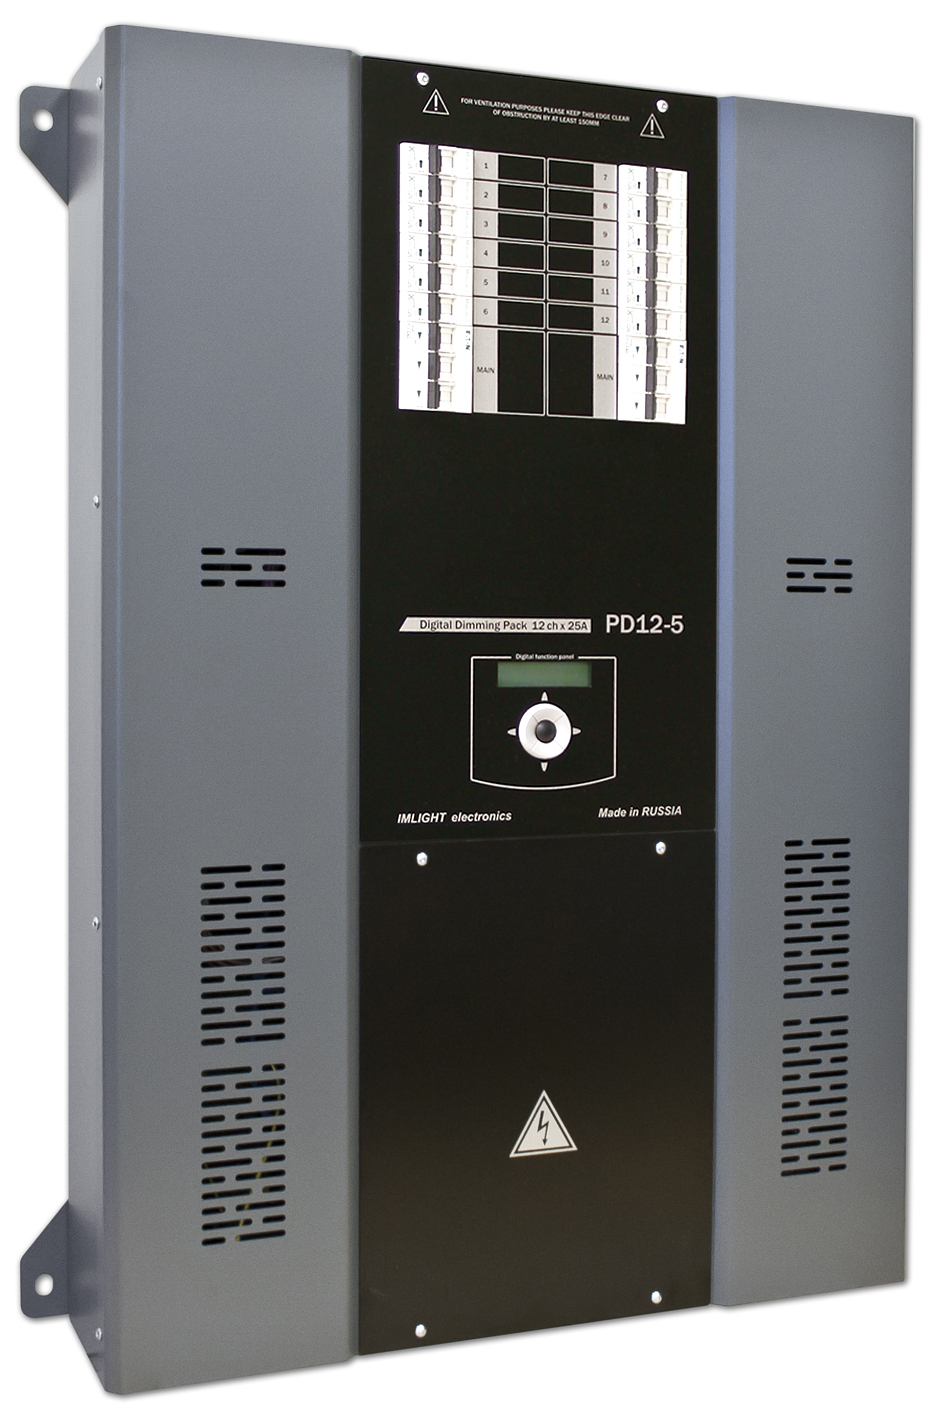 FOR VENTILATION PURPOSES PLEASE KEEP THIS EDGE CLEAR
OF OBSTRUCTION BY AT LEAST 150MM
1
7
2
8
3
9
4
10
5
11
6
12
MAIN
MAIN
Digital Dimming Pack 12 ch x 25A PD12-5
Digital function panel
IMLIGHT electronics
Made in RUSSIA